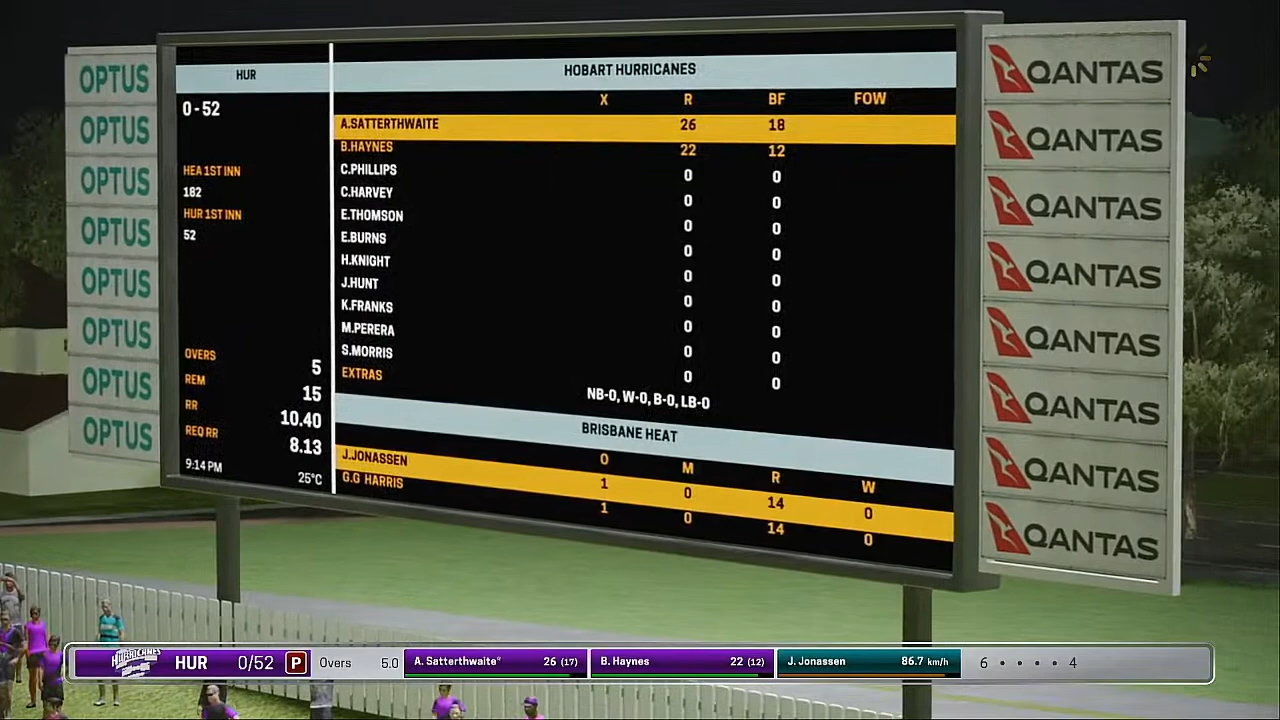 OPTUS
OPTUS
OPTUS
OPTUS
OPTUS
OPTUS
OPTUS
OPTUS
HUR
0-52
HEA 1ST INN
182
HUR 1ST INN
52
OVERS 5
REM 15
RR 10.40
REQ RR 8.13
9:14 PM 25°C
HOBART HURRICANES
X R BF FOW
A.SATTERTHWAITE 26 18
B.HAYNES 22 12
C.PHILLIPS 0 0
C.HARVEY 0 0
E.THOMSON 0 0
E.BURNS 0 0
H.KNIGHT 0 0
J.HUNT 0 0
K.FRANKS 0 0
M.PERERA 0 0
S.MORRIS 0 0
EXTRAS 0 0
NB-0, W-0, B-0, LB-0
BRISBANE HEAT
O M R W
J.JONASSEN 1 0 14 0
G.G HARRIS 1 0 14 0
QANTAS
QANTAS
QANTAS
QANTAS
QANTAS
QANTAS
QANTAS
QANTAS
HURRICANES HUR 0/52 P Overs 5.0 A. Satterthwaite* 26 (17) B. Haynes 22 (12) J. Jonassen 86.7 km/h 6 • • • • 4